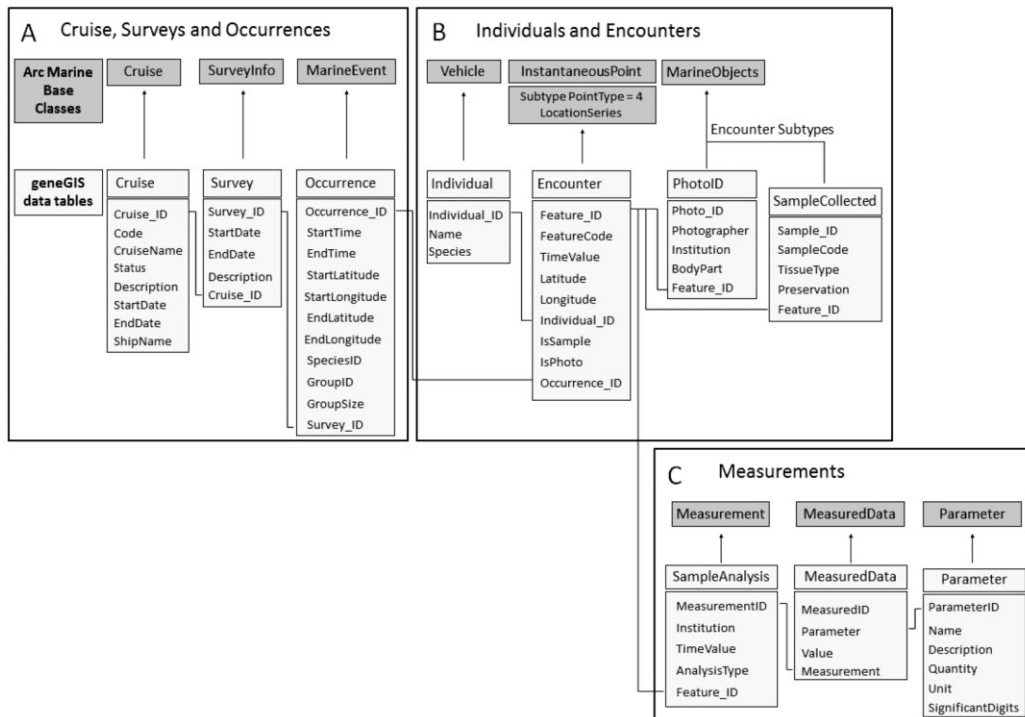 A Cruise, Surveys and Occurrences
Arc Marine
Base
Classes
Cruise
SurveyInfo
MarineEvent
geneGIS
data tables
Cruise
Cruise_ID
Code
CruiseName
Status
Description
StartDate
EndDate
ShipName
Survey
Survey_ID
StartDate
EndDate
Description
Cruise_ID
Occurrence
Occurrence_ID
StartTime
EndTime
StartLatitude
StartLongitude
EndLatitude
EndLongitude
SpeciesID
GroupID
GroupSize
Survey_ID
B Individuals and Encounters
Vehicle
InstantaneousPoint
Subtype PointType = 4
LocationSeries
MarineObjects
Encounter Subtypes
Individual
Individual_ID
Name
Species
Encounter
Feature_ID
FeatureCode
TimeValue
Latitude
Longitude
Individual_ID
IsSample
IsPhoto
Occurrence_ID
PhotoID
Photo_ID
Photographer
Institution
BodyPart
Feature_ID
SampleCollected
Sample_ID
SampleCode
TissueType
Preservation
Feature_ID
C Measurements
Measurement
MeasuredData
Parameter
SampleAnalysis
MeasurementID
Institution
TimeValue
AnalysisType
Feature_ID
MeasuredData
MeasuredID
Parameter
Value
Measurement
Parameter
ParameterID
Name
Description
Quantity
Unit
SignificantDigits